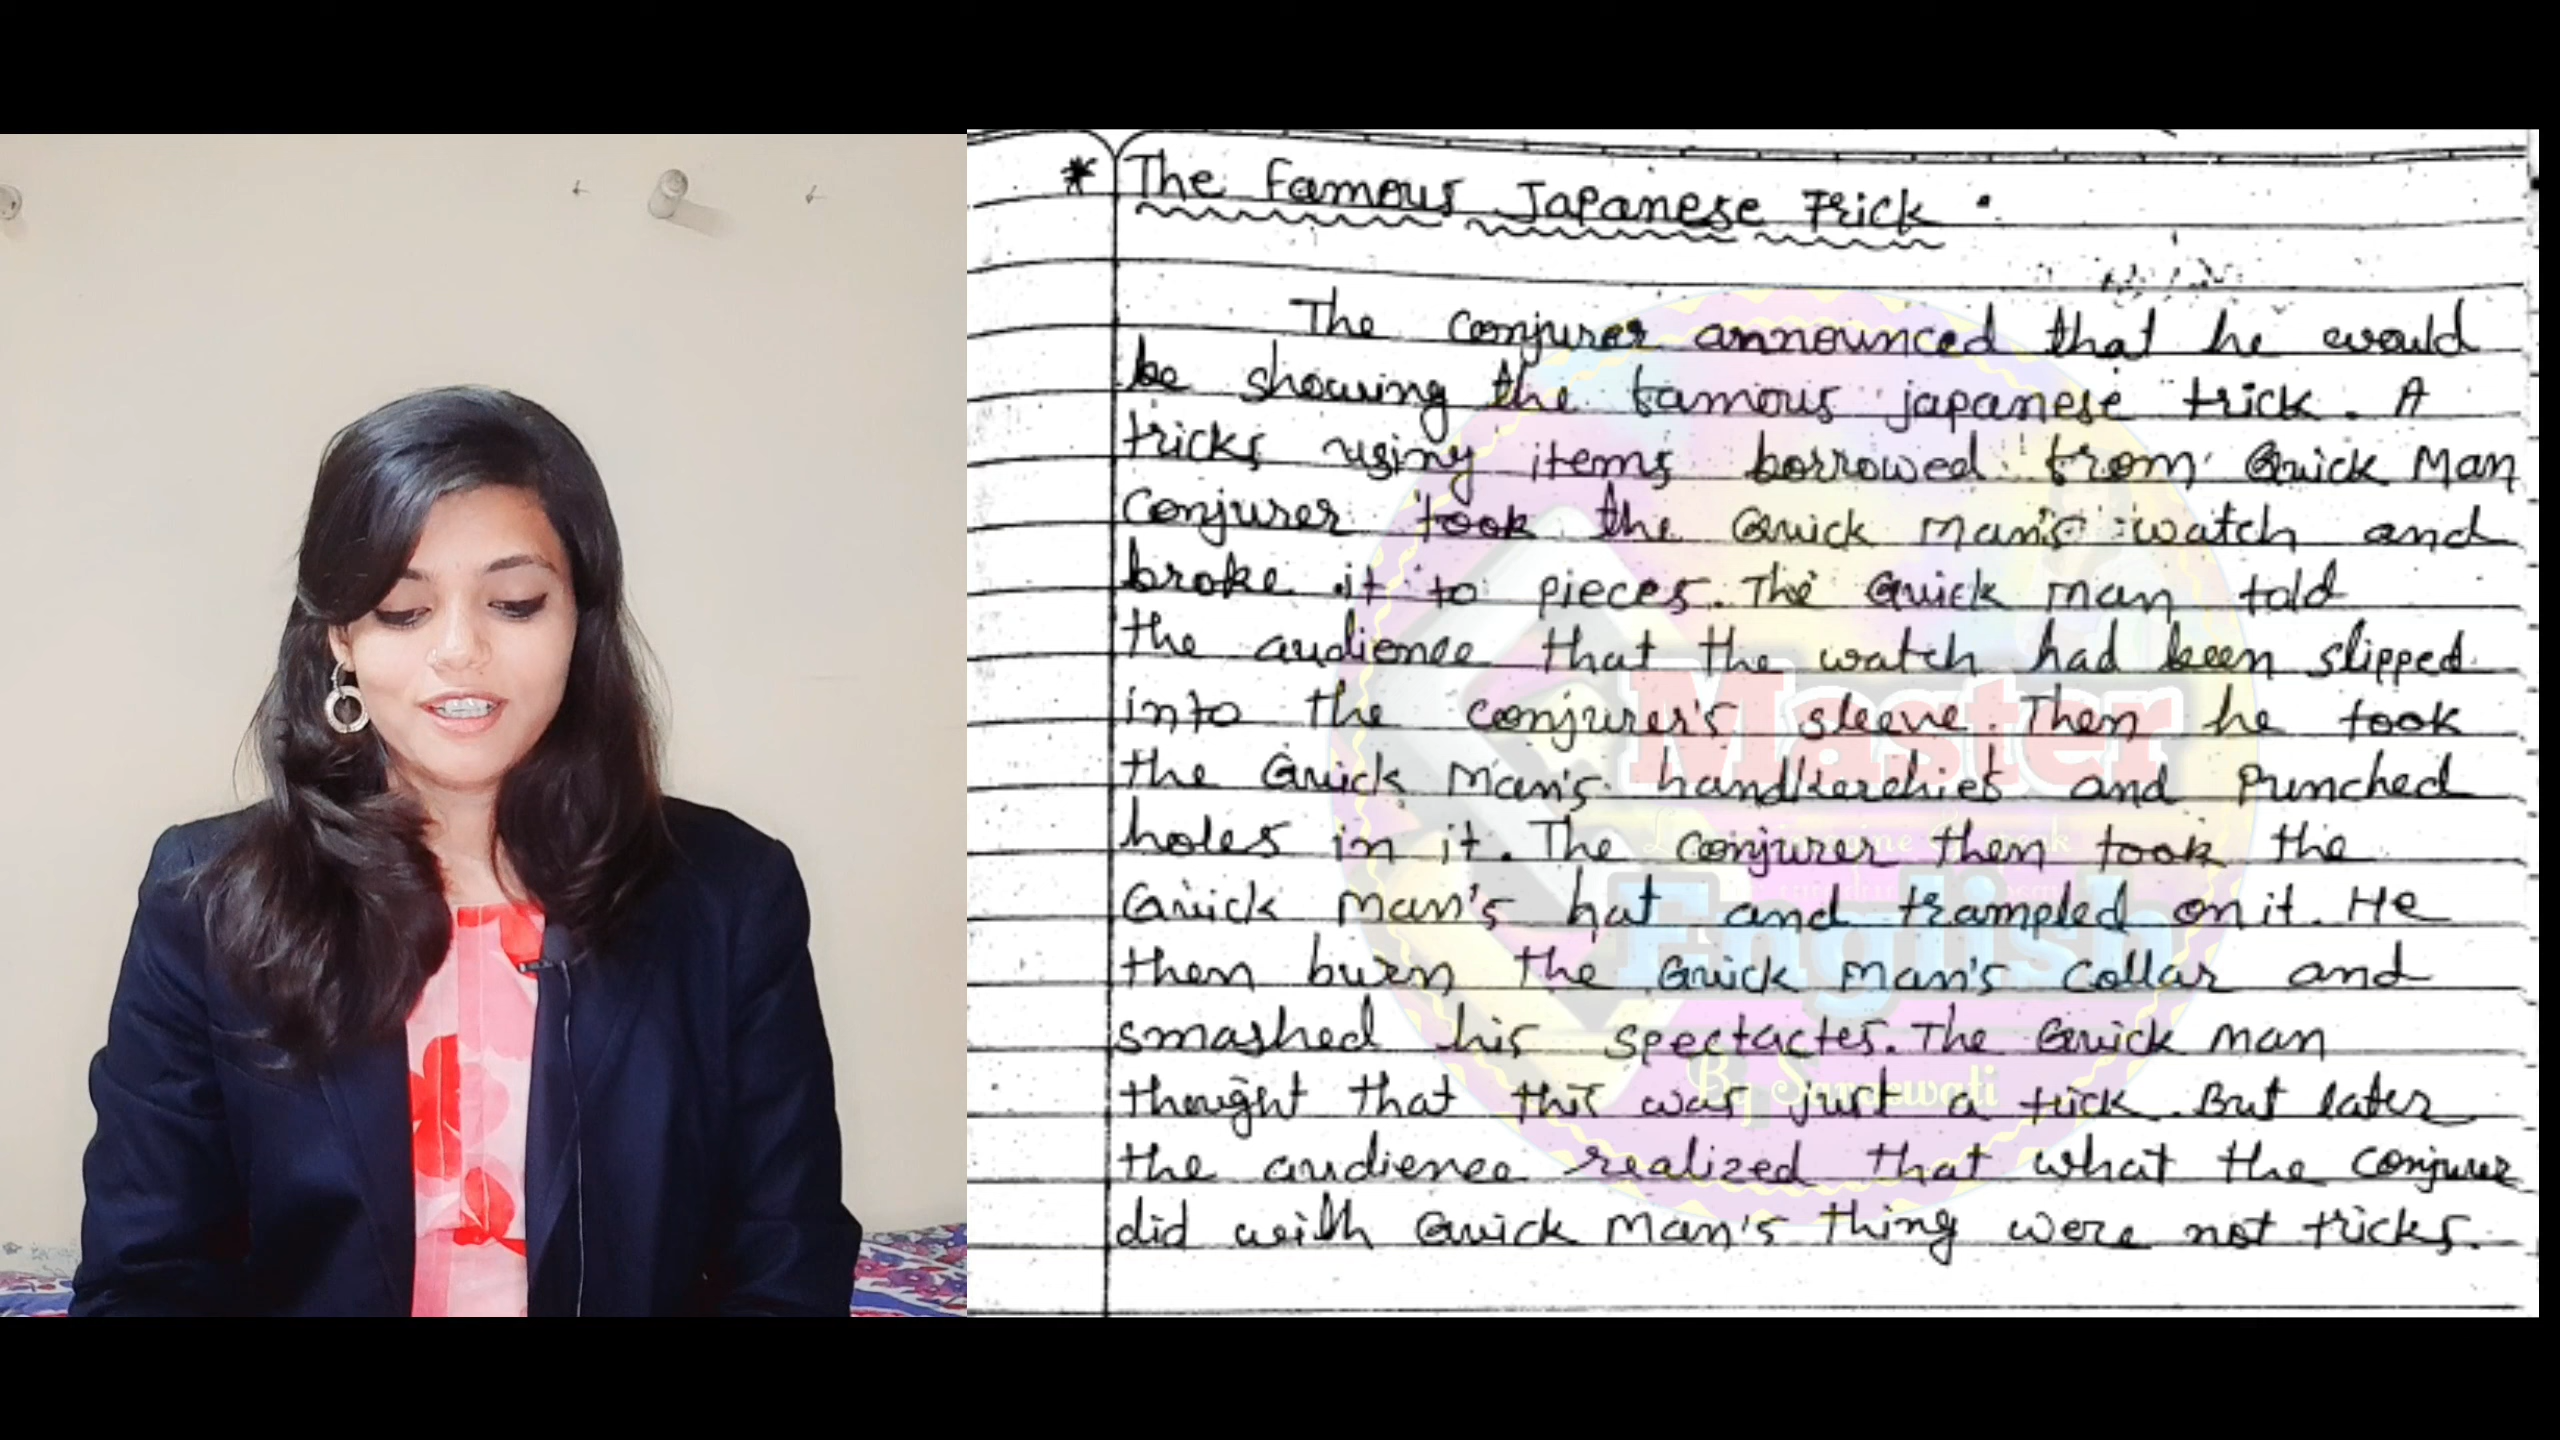 * The Famous Japanese Trick .
The conjurer announced that he would
be showing the famous japanese trick. A
tricks using items borrowed from Quick Man
Conjurer took the Quick Man's watch and
broke it to pieces. The Quick Man told
the audience that the watch had been slipped
into the conjurer's sleeve. Then he took
the Quick Man's handkerchief and Punched
holes in it. The Conjurer then took the
Quick Man's hat and trampled on it. He
then burn the Quick Man's Collar and
smashed his spectactes. The Quick Man
thought that this was just a trick. But later
the audience realized that what the Conjurer
did with Quick Man's thing were not tricks.
Master
English
By Saraswati